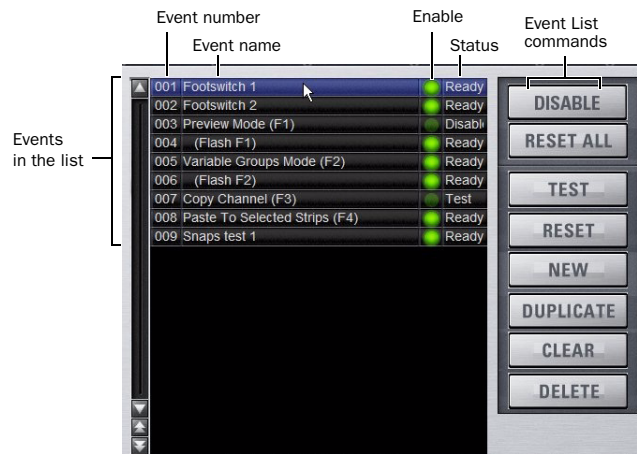 Event number
Event name
Enable
Status
Event List
commands
Events
in the list
001 Footswitch 1 Ready
002 Footswitch 2 Ready
003 Preview Mode (F1) Disabl
004 (Flash F1) Ready
005 Variable Groups Mode (F2) Ready
006 (Flash F2) Ready
007 Copy Channel (F3) Test
008 Paste To Selected Strips (F4) Ready
009 Snaps test 1 Ready
DISABLE
RESET ALL
TEST
RESET
NEW
DUPLICATE
CLEAR
DELETE